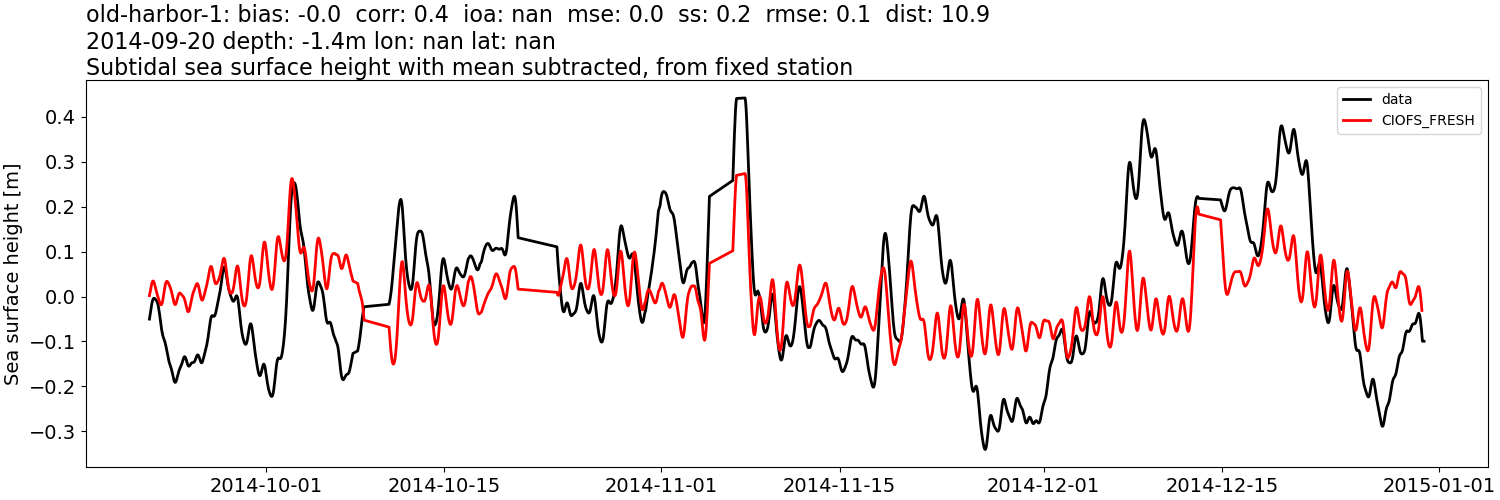 old-harbor-1: bias: -0.0  corr: 0.4  ioa: nan  mse: 0.0  ss: 0.2  rmse: 0.1  dist: 10.9
2014-09-20 depth: -1.4m lon: nan lat: nan
Subtidal sea surface height with mean subtracted, from fixed station
Sea surface height [m]
0.4
0.3
0.2
0.1
0.0
−0.1
−0.2
−0.3
data
CIOFS_FRESH
2014-10-01
2014-10-15
2014-11-01
2014-11-15
2014-12-01
2014-12-15
2015-01-01